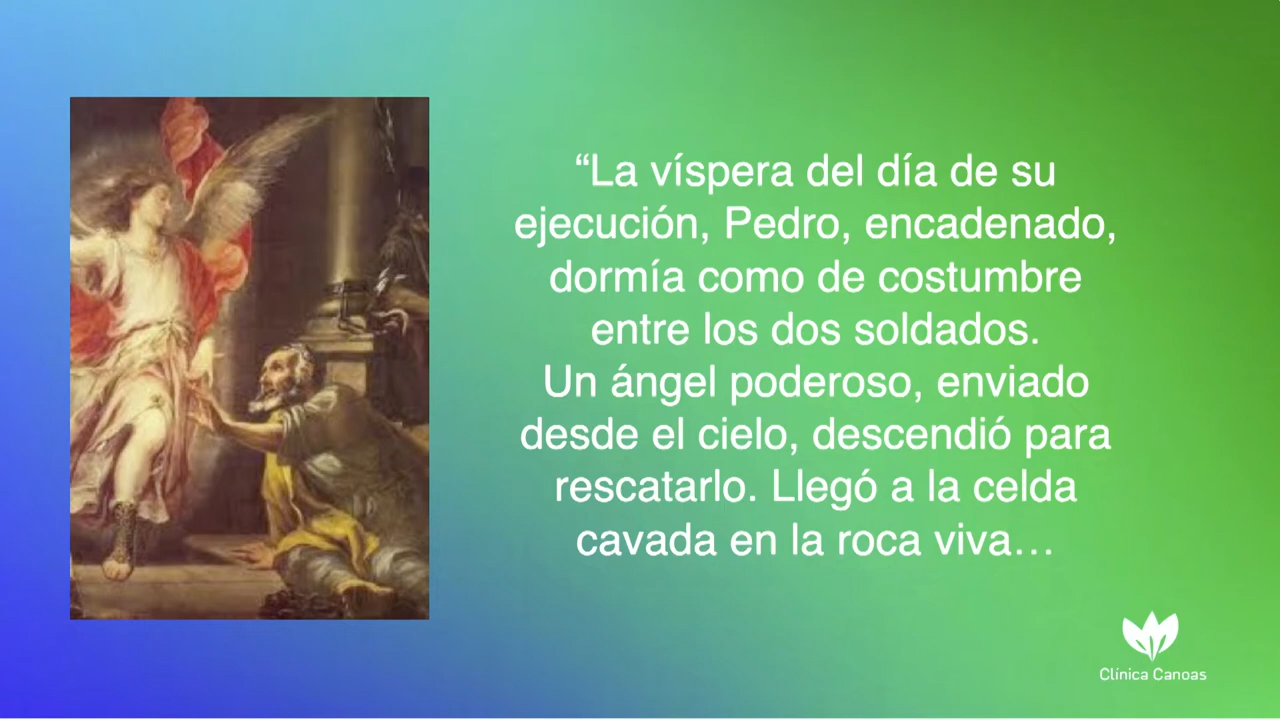 “La víspera del día de su
ejecución, Pedro, encadenado,
dormía como de costumbre
entre los dos soldados.
Un ángel poderoso, enviado
desde el cielo, descendió para
rescatarlo. Llegó a la celda
cavada en la roca viva…
Clínica Canoas